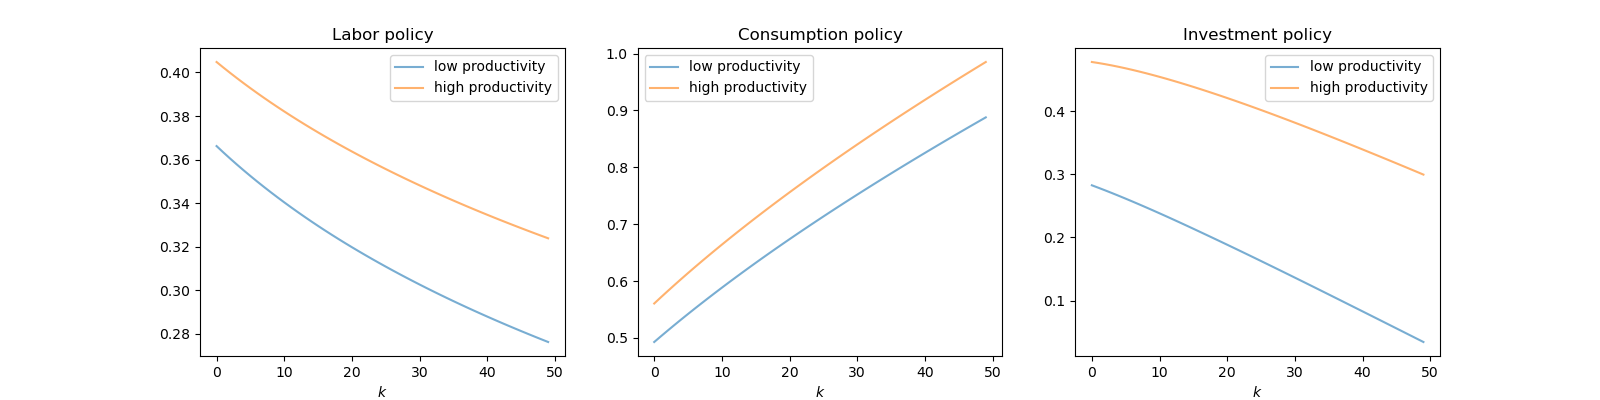 Labor policy
low productivity
high productivity
0.40
0.38
0.36
0.34
0.32
0.30
0.28
0 10 20 30 40 50
k
Consumption policy
low productivity
high productivity
1.0
0.9
0.8
0.7
0.6
0.5
0 10 20 30 40 50
k
Investment policy
low productivity
high productivity
0.4
0.3
0.2
0.1
0 10 20 30 40 50
k